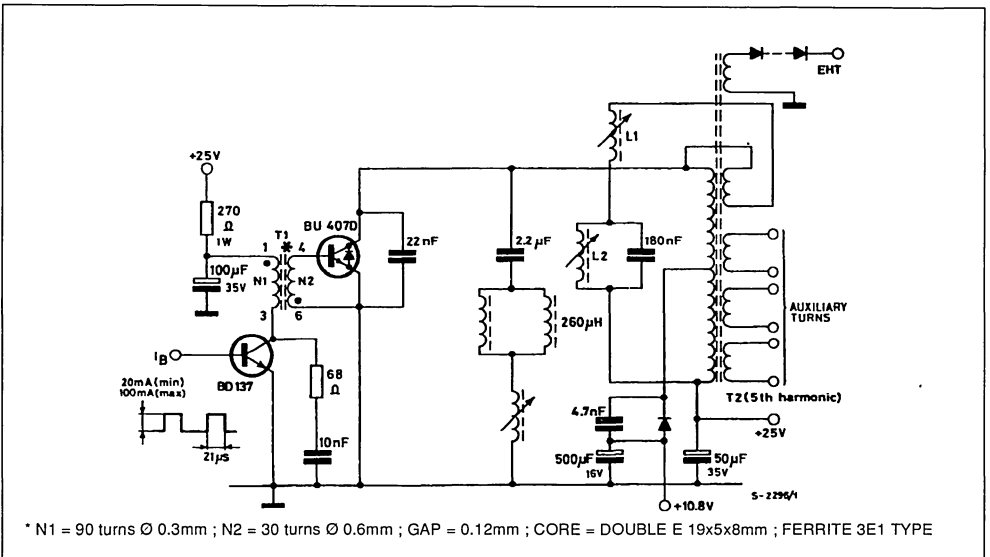 EHT
L1
+25V
270
Ω
1W
BU 407D
T1
*
1
4
22nF
2.2µF
L2
180nF
100µF
35V
N1
N2
3
6
260µH
AUXILIARY
TURNS
IB
BD137
68
Ω
20mA(min)
100mA(max)
21µs
10nF
T2(5th harmonic)
4.7nF
+25V
500µF
16V
50µF
35V
+10.8V
S-2296/1
* N1 = 90 turns Ø 0.3mm ; N2 = 30 turns Ø 0.6mm ; GAP = 0.12mm ; CORE = DOUBLE E 19x5x8mm ; FERRITE 3E1 TYPE